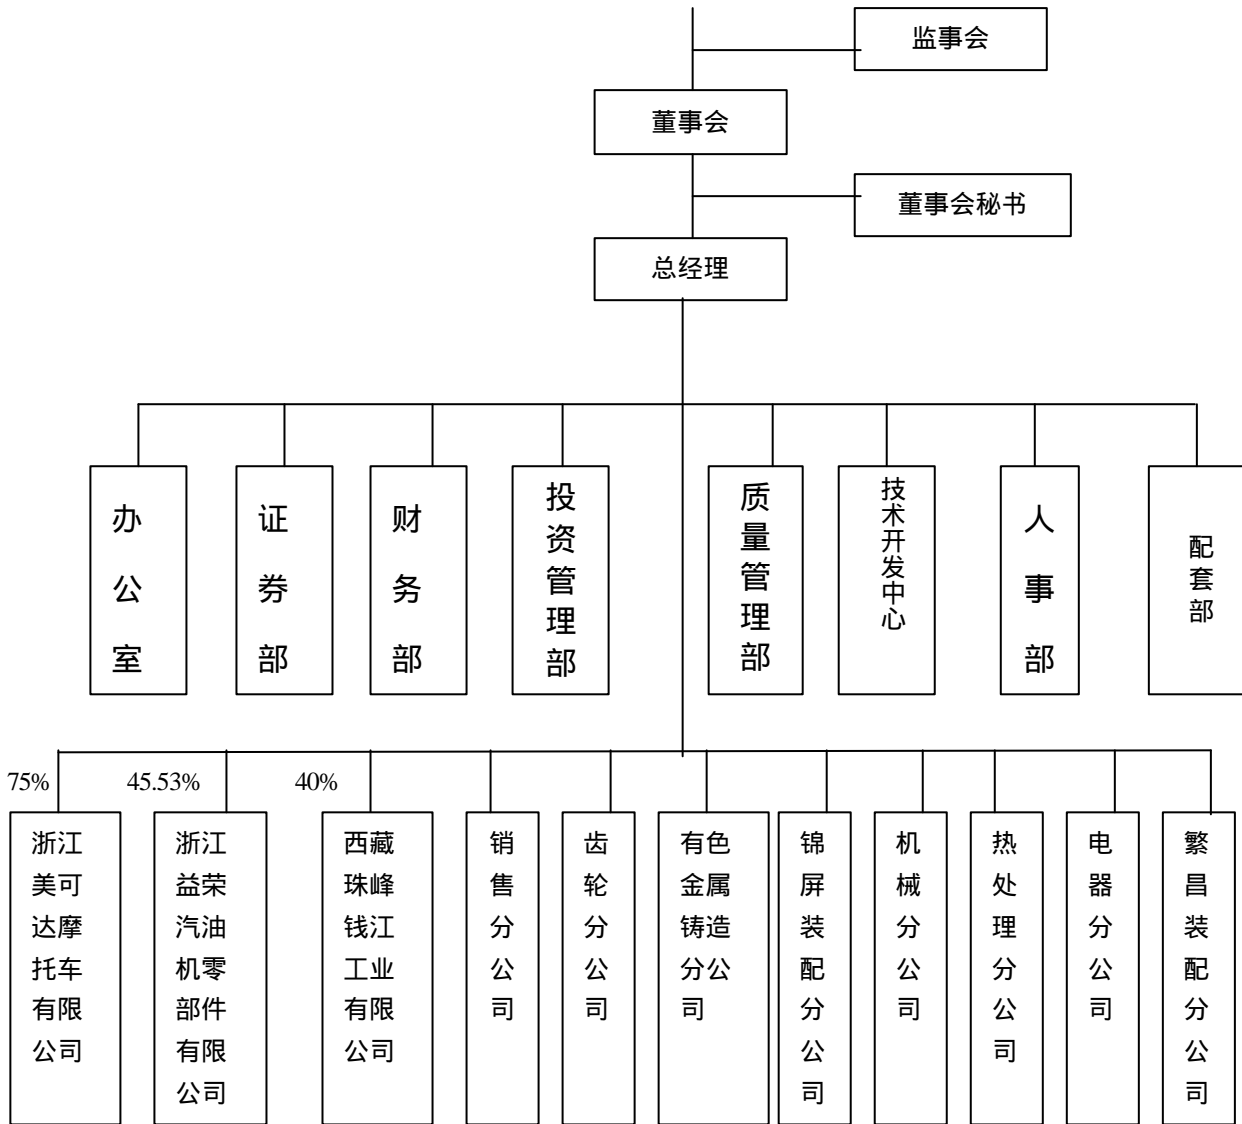 监事会
董事会
董事会秘书
总经理
办公室
证券部
财务部
投资管理部
质量管理部
技术开发中心
人事部
配套部
75%
45.53%
40%
浙江
美可
达摩
托车
有限
公司
浙江
益荣
汽油
机零
部件
有限
公司
西藏
珠峰
钱江
工业
有限
公司
销售分公司
齿轮分公司
有色
金属
铸造
分公
司
锦屏装配分公司
机械分公司
热处理分公司
电器分公司
繁昌装配分公司